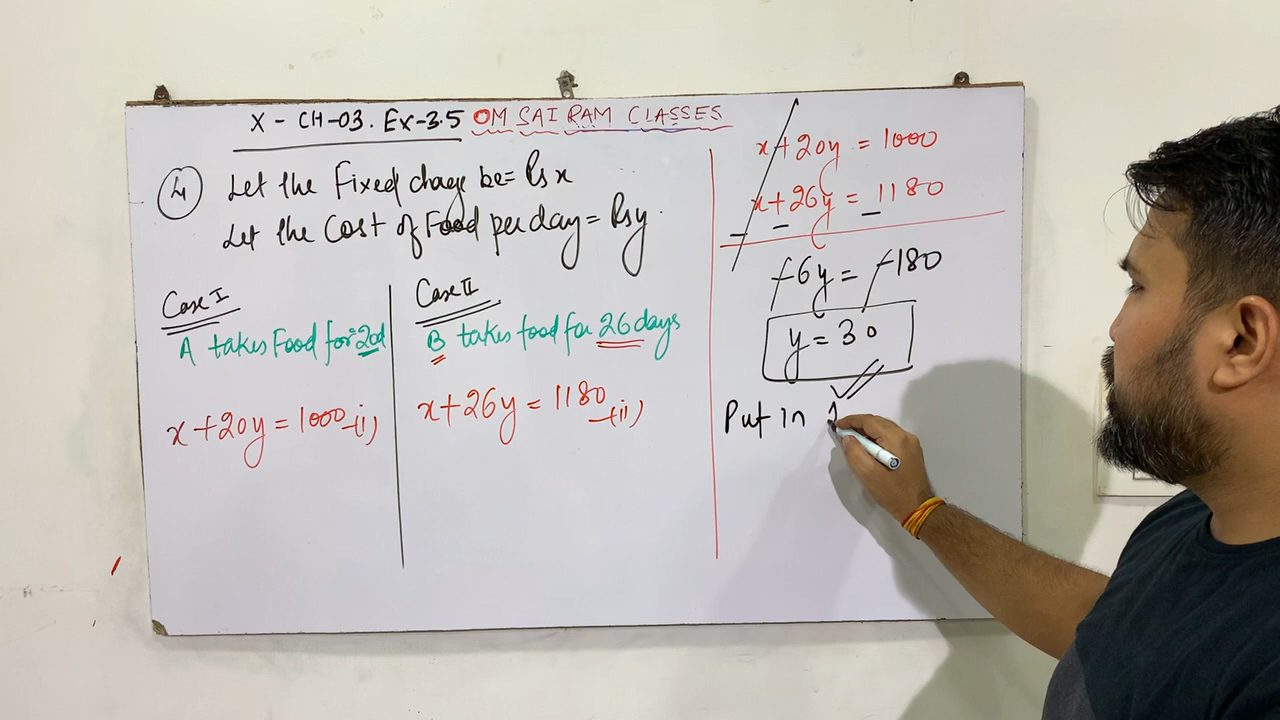 X - CH-03. Ex-3.5 OM SAI RAM CLASSES
4 Let the Fixed chage be = Rs x
Let the Cost of Food per day = Rs y.
Case I
A takes Food for 20d
x + 20y = 1000 -(i)
Case II
B takes food for 26 days
x + 26y = 1180 -(ii)
x + 20y = 1000
x + 26y = 1180
- - -
-6y = -180
y = 30
Put in